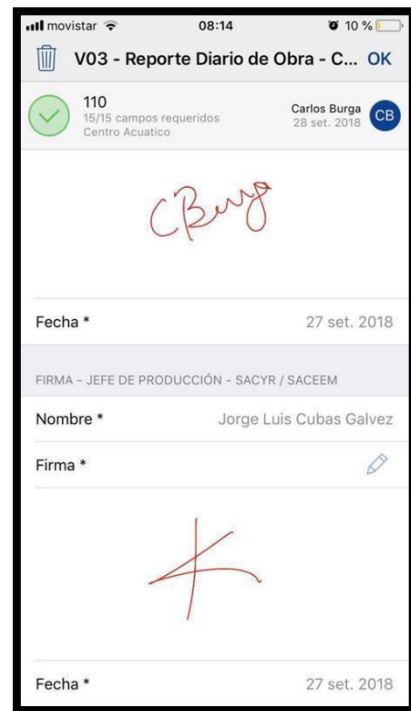 movistar 08:14 10 %
V03 - Reporte Diario de Obra - C... OK
110
15/15 campos requeridos
Centro Acuatico
Carlos Burga
28 set. 2018
CB
CBurga
Fecha * 27 set. 2018
FIRMA - JEFE DE PRODUCCIÓN - SACYR / SACEEM
Nombre * Jorge Luis Cubas Galvez
Firma *
Fecha * 27 set. 2018